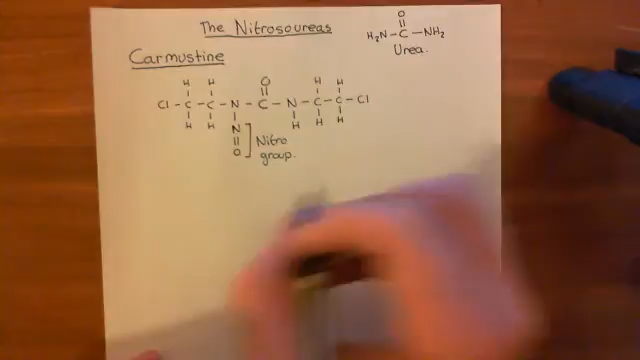 The Nitrosoureas
O
H₂N-C-NH₂
Urea.
Carmustine
H H O H H
Cl-C-C-N-C-N-C-C-Cl
H H N H H H
O
Nitro
group.